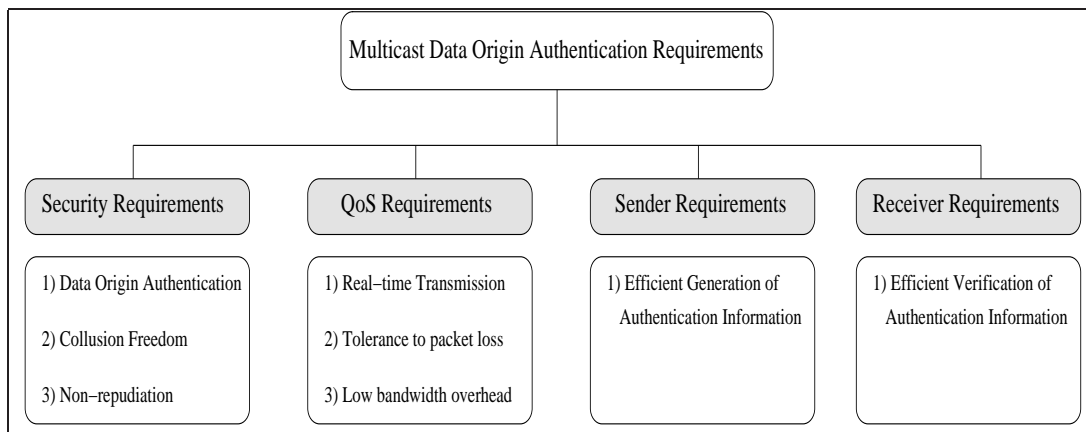 Multicast Data Origin Authentication Requirements
Security Requirements
QoS Requirements
Sender Requirements
Receiver Requirements
1) Data Origin Authentication
2) Collusion Freedom
3) Non−repudiation
1) Real−time Transmission
2) Tolerance to packet loss
3) Low bandwidth overhead
1) Efficient Generation of
Authentication Information
1) Efficient Verification of
Authentication Information